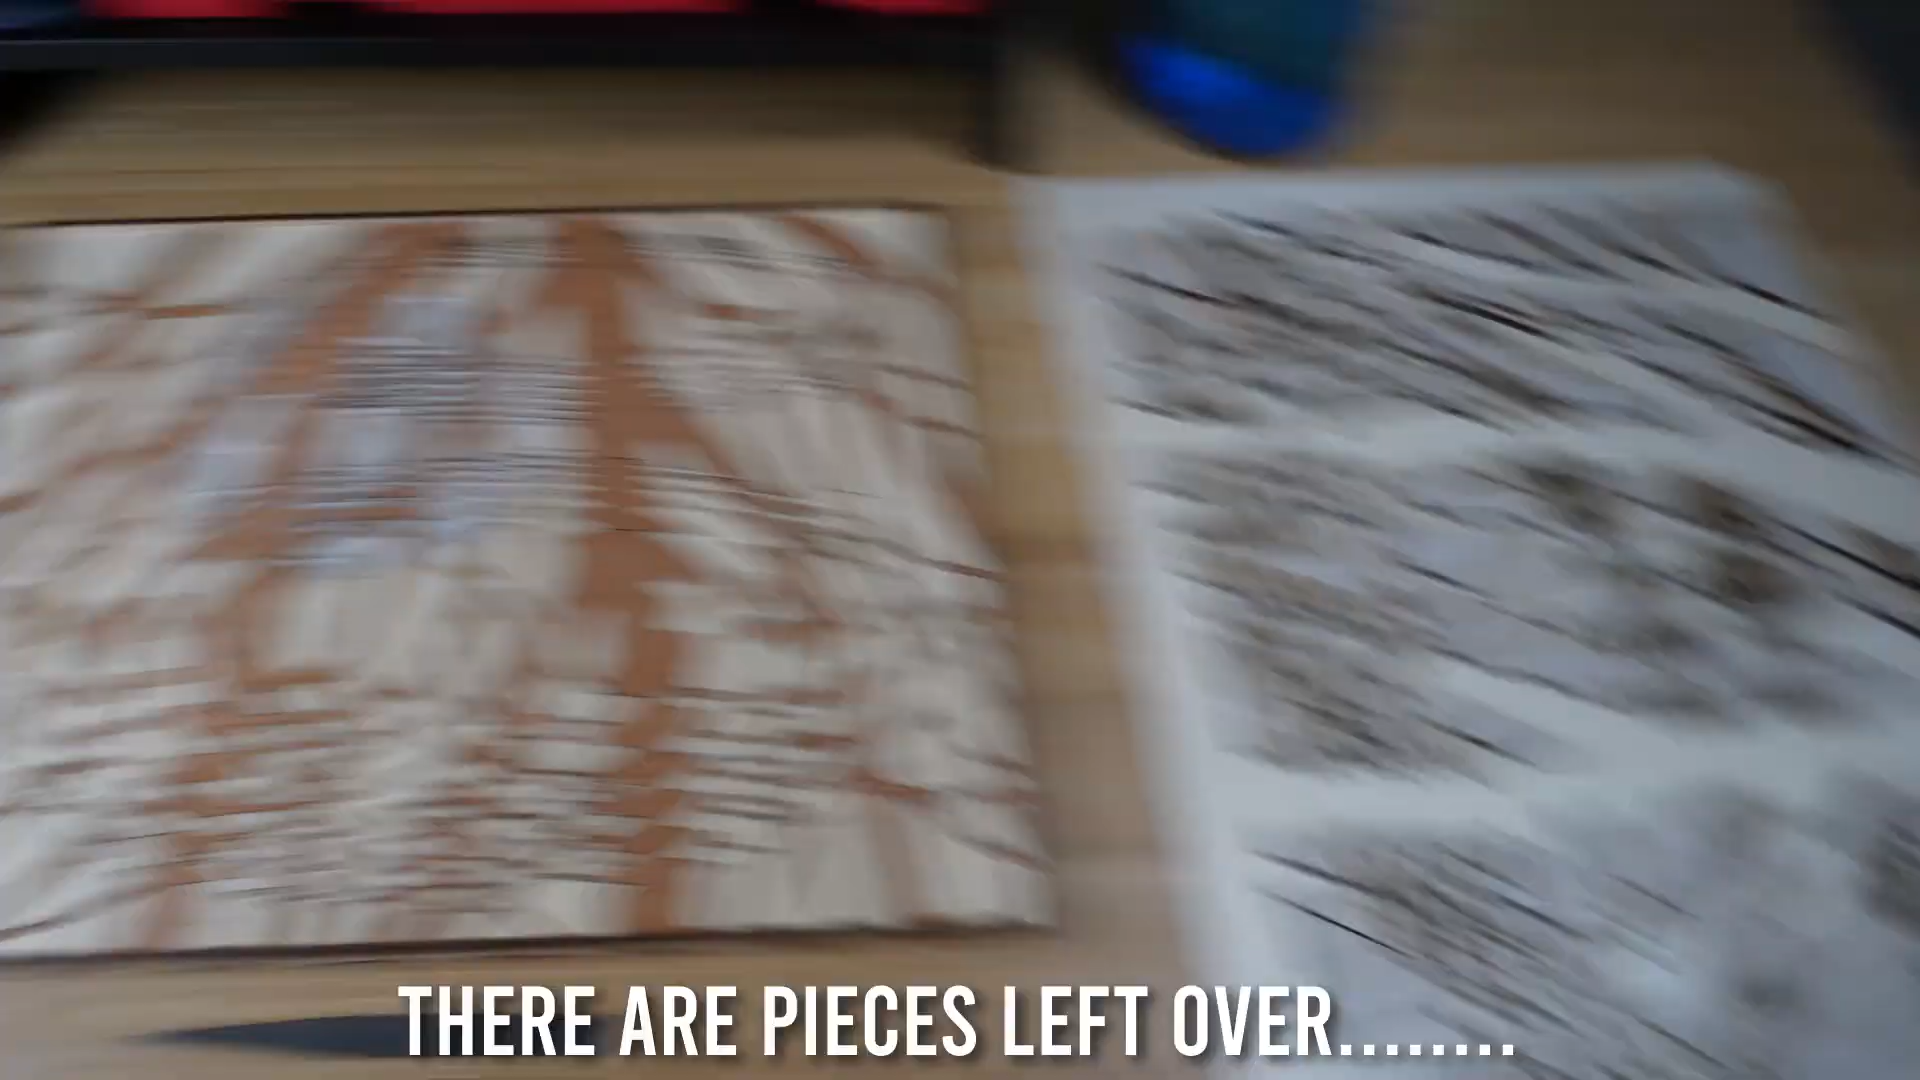 THERE ARE PIECES LEFT OVER........